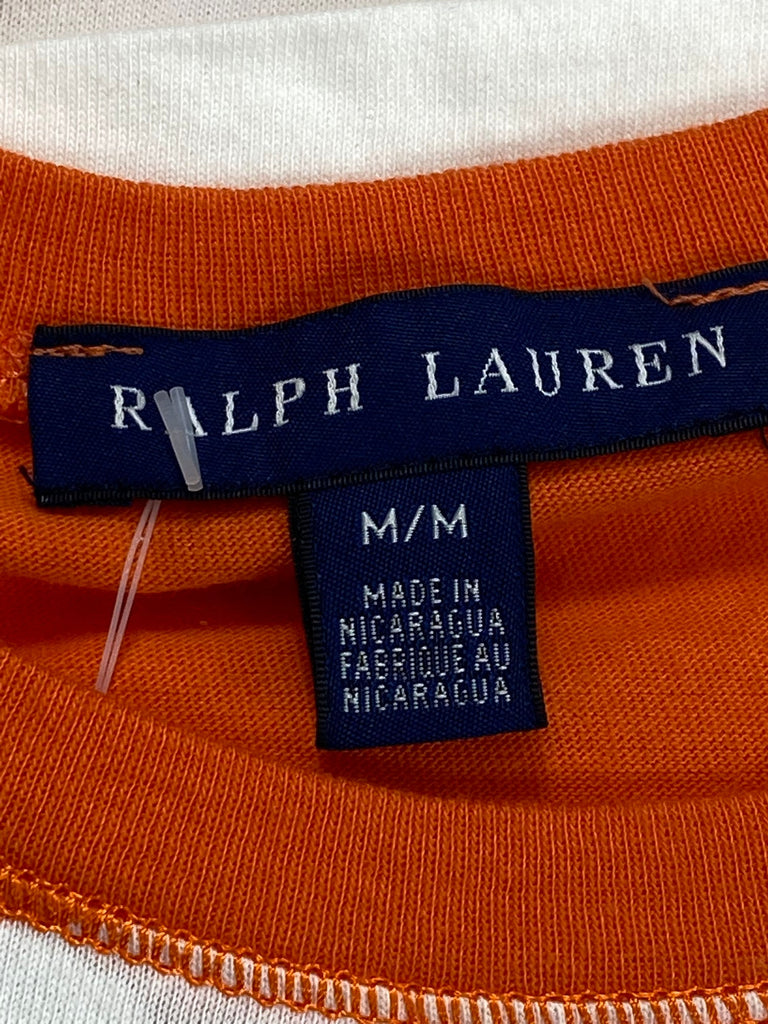 RALPH LAUREN
M/M
MADE IN
NICARAGUA
FABRIQUE AU
NICARAGUA